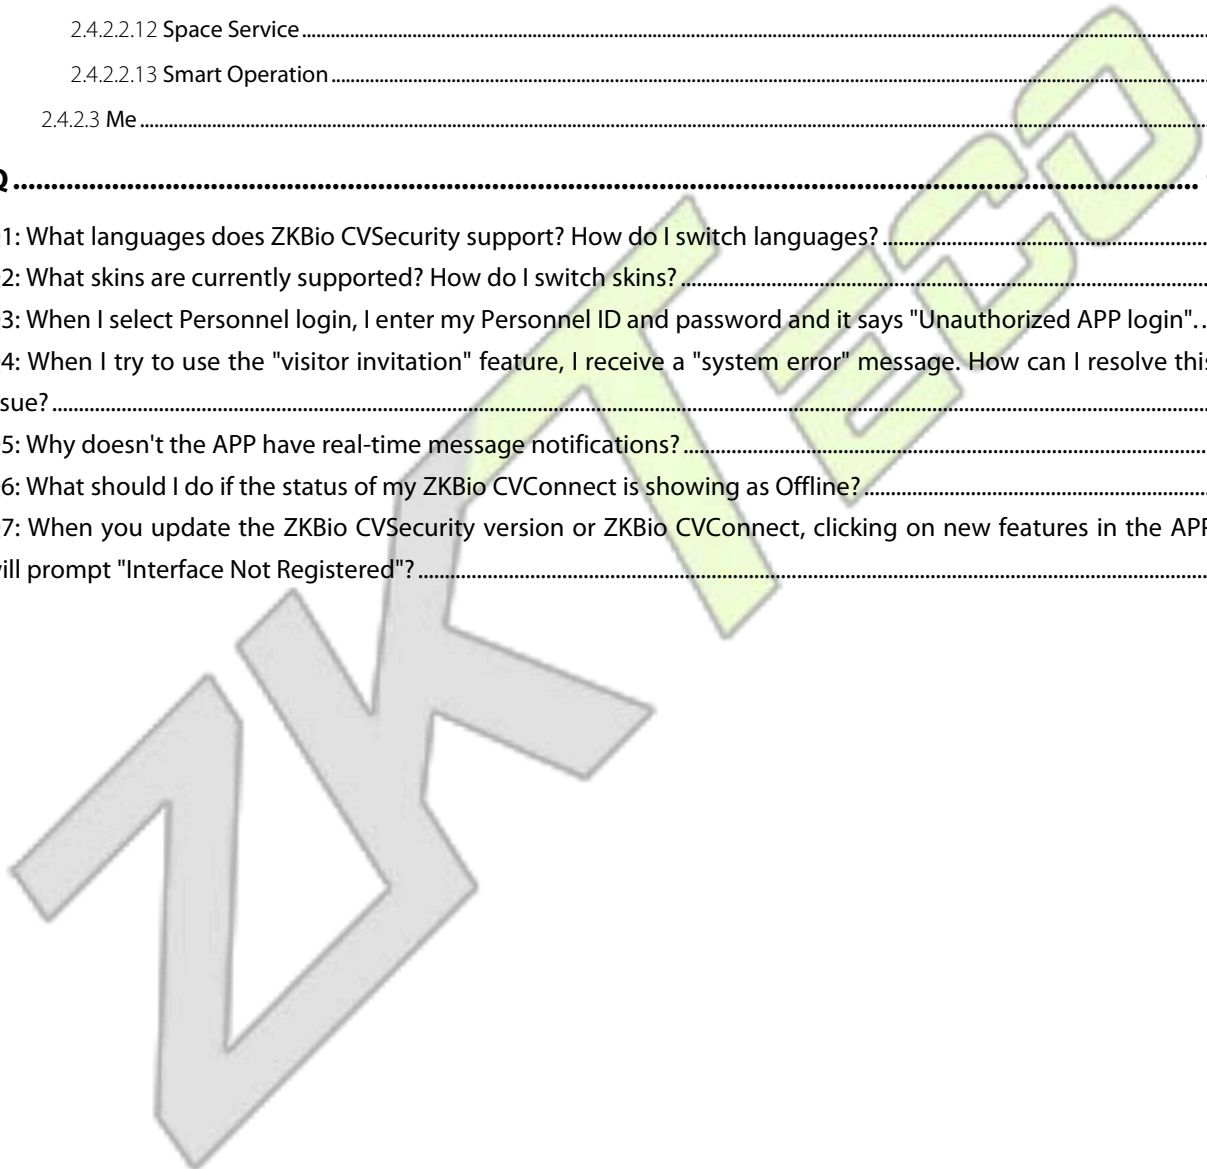 2.4.2.2.12 Space Service
2.4.2.2.13 Smart Operation
2.4.2.3 Me
Q
1: What languages does ZKBio CVSecurity support? How do I switch languages?
2: What skins are currently supported? How do I switch skins?
3: When I select Personnel login, I enter my Personnel ID and password and it says "Unauthorized APP login".
4: When I try to use the "visitor invitation" feature, I receive a "system error" message. How can I resolve this
sue?
5: Why doesn't the APP have real-time message notifications?
6: What should I do if the status of my ZKBio CVConnect is showing as Offline?
7: When you update the ZKBio CVSecurity version or ZKBio CVConnect, clicking on new features in the APP
ill prompt "Interface Not Registered"?
ZKTECO